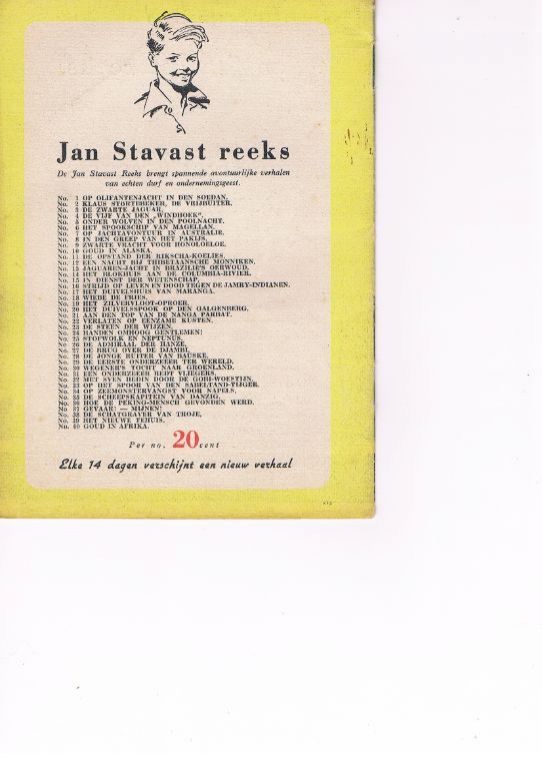 Jan Stavast reeks
De Jan Stavast Reeks brengt spannende avontuurlijke verhalen
van echten durf en ondernemingsgeest.
No. 1 OP OLIFANTENJACHT IN DEN SOEDAN.
No. 2 KLAUS STORTEBEKER, DE VRIJBUITER.
No. 3 DE ZWARTE JAGUAR.
No. 4 DE VIJF VAN DEN „WINDHOEK".
No. 5 ONDER WOLVEN IN DEN POOLNACHT.
No. 6 HET SPOOKSCHIP VAN MAGELLAN.
No. 7 OP JACHTAVONTUUR IN AUSTRALIE.
No. 8 IN DEN GREEP VAN HET PAKIJS.
No. 9 ZWARTE VRACHT VOOR HONOLOELOE.
No. 10 GOUD IN ALASKA.
No. 11 DE OPSTAND DER RIKSCHA-KOELIES.
No. 12 EEN NACHT BIJ THIBETAANSCHE MONNIKEN.
No. 13 JAGUAREN-JACHT IN BRAZILIE'S OERWOUD.
No. 14 HET BLOKHUIS AAN DE COLUMBIA-RIVIER.
No. 15 IN DIENST DER WETENSCHAP.
No. 16 STRIJD OP LEVEN EN DOOD TEGEN DE JAMRY-INDIANEN.
No. 17 HET DUIVELSHUIS VAN MARANGA.
No. 18 WIEBE DE FRIES.
No. 19 HET ZILVERVLOOT-OPROER.
No. 20 HET DUIVELSSPOOK OP DEN GALGENBERG.
No. 21 AAN DEN TOP VAN DE NANGA PARBAT.
No. 22 VERLATEN OP EENZAME KUSTEN.
No. 23 DE STEEN DER WIJZEN.
No. 24 HANDEN OMHOOG GENTLEMEN!
No. 25 STOPWOLK EN NEPTUNUS.
No. 26 DE ADMIRAAL DER HANZE.
No. 27 DE BRUG OVER DE DJAMBI.
No. 28 DE JONGE RUITER VAN BAUSKE.
No. 29 DE EERSTE ONDERZEEER TER WERELD.
No. 30 WEGENER'S TOCHT NAAR GROENLAND.
No. 31 EEN ONDERZEEER REDT VLIEGERS.
No. 32 MET SVEN HEDIN DOOR DE GOBI-WOESTIJN.
No. 33 OP HET SPOOR VAN DEN SABELTAND-TIJGER.
No. 34 OP ZEEMONSTERVANGST VOOR NAPELS.
No. 35 DE SCHEEPSKAPITEIN VAN DANZIG.
No. 36 HOE DE PEKING-MENSCH GEVONDEN WERD.
No. 37 GEVAAR! — MIJNEN!
No. 38 DE SCHATGRAVER VAN TROJE.
No. 39 HET NIEUWE TEHUIS.
No. 40 GOUD IN AFRIKA.
Per no. 20 cent
Elke 14 dagen verschijnt een nieuw verhaal